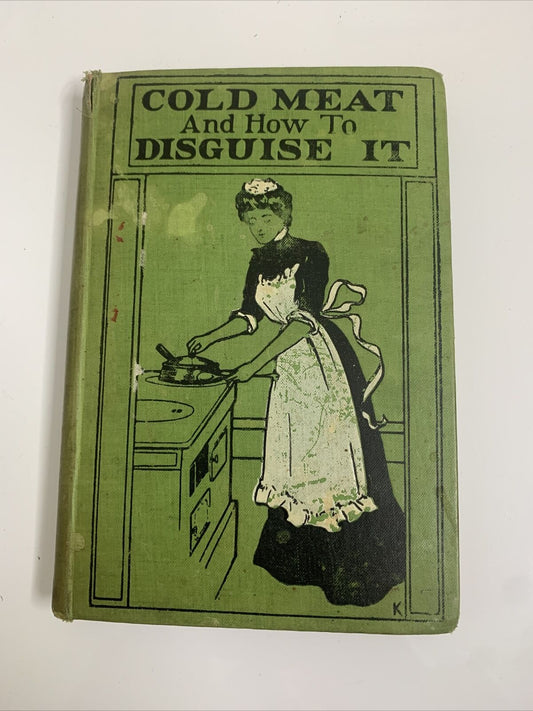 COLD MEAT
And How To
DISGUISE IT
K